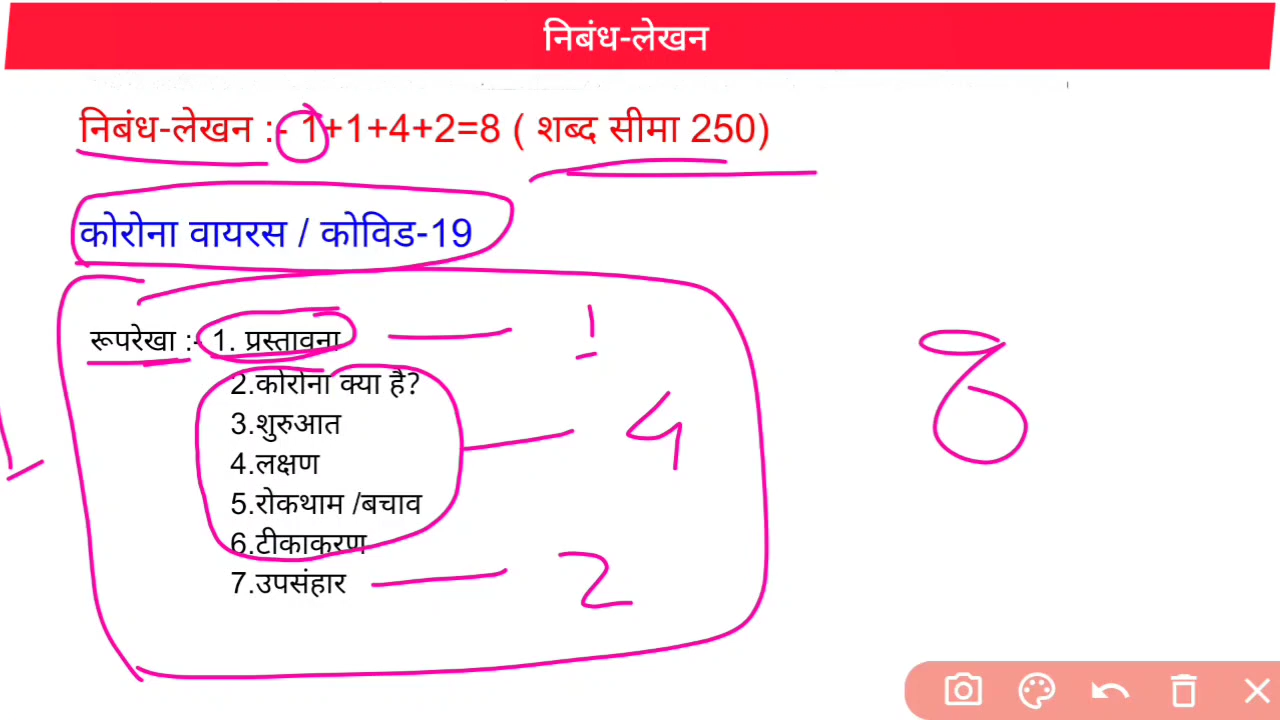 निबंध-लेखन
निबंध-लेखन :- 1+1+4+2=8 ( शब्द सीमा 250)
कोरोना वायरस / कोविड-19
रूपरेखा :- 1. प्रस्तावना 1
2.कोरोना क्या है?
3.शुरुआत
4.लक्षण 4
5.रोकथाम /बचाव
6.टीकाकरण
7.उपसंहार 2
1
8